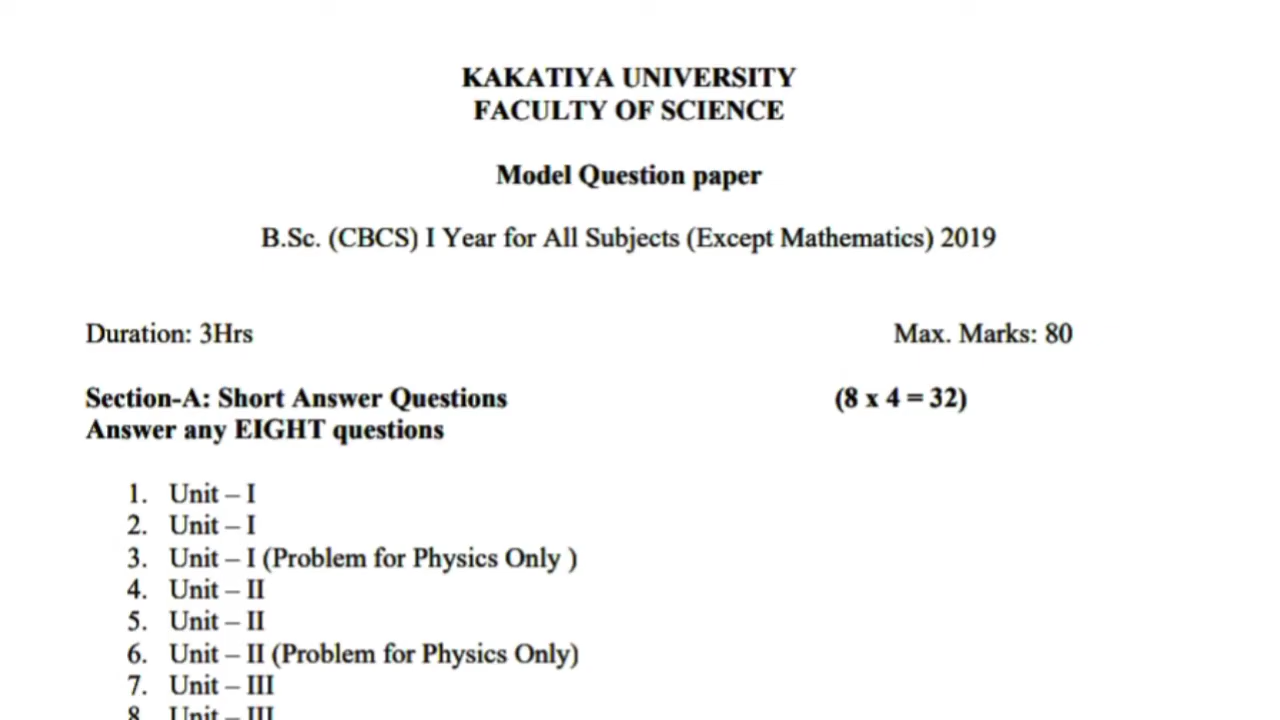 KAKATIYA UNIVERSITY
FACULTY OF SCIENCE
Model Question paper
B.Sc. (CBCS) I Year for All Subjects (Except Mathematics) 2019
Duration: 3Hrs Max. Marks: 80
Section-A: Short Answer Questions (8 x 4 = 32)
Answer any EIGHT questions
1. Unit – I
2. Unit – I
3. Unit – I (Problem for Physics Only )
4. Unit – II
5. Unit – II
6. Unit – II (Problem for Physics Only)
7. Unit – III
8. Unit – III